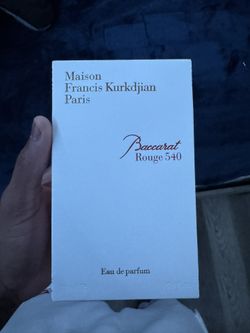 Maison
Francis Kurkdjian
Paris
Baccarat
Rouge 540
Eau de parfum